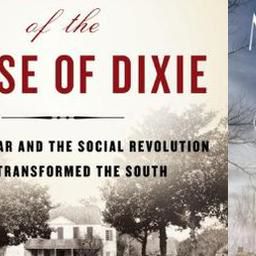 of the
SE OF DIXIE
AR AND THE SOCIAL REVOLUTION
TRANSFORMED THE SOUTH